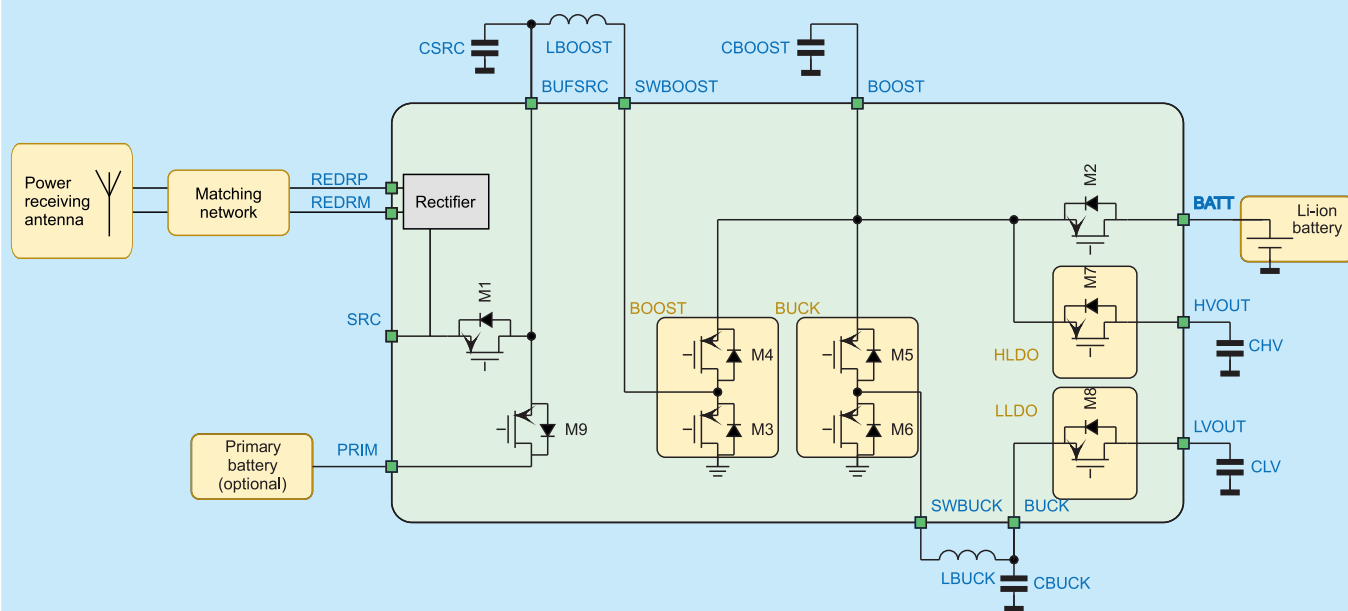 CSRC
LBOOST
CBOOST
BUFSRC
SWBOOST
BOOST
Power
receiving
antenna
Matching
network
REDRP
REDRM
Rectifier
M2
BATT
Li-ion
battery
M1
SRC
BOOST
BUCK
M7
HVOUT
M4
M5
HLDO
CHV
M8
LLDO
M9
M3
M6
LVOUT
Primary
battery
(optional)
PRIM
CLV
SWBUCK
BUCK
LBUCK
CBUCK